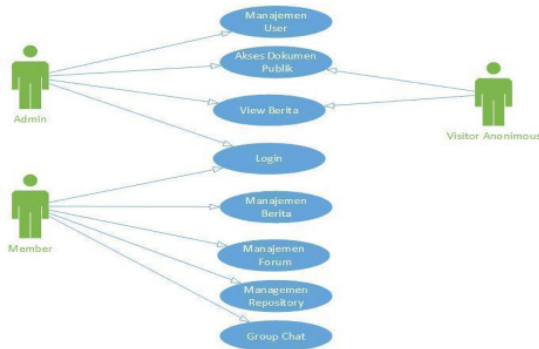 Manajemen
User
Akses Dokumen
Publik
Admin
View Berita
Visitor Anonimous
Login
Manajemen
Berita
Member
Manajemen
Forum
Managemen
Repository
Group Chat